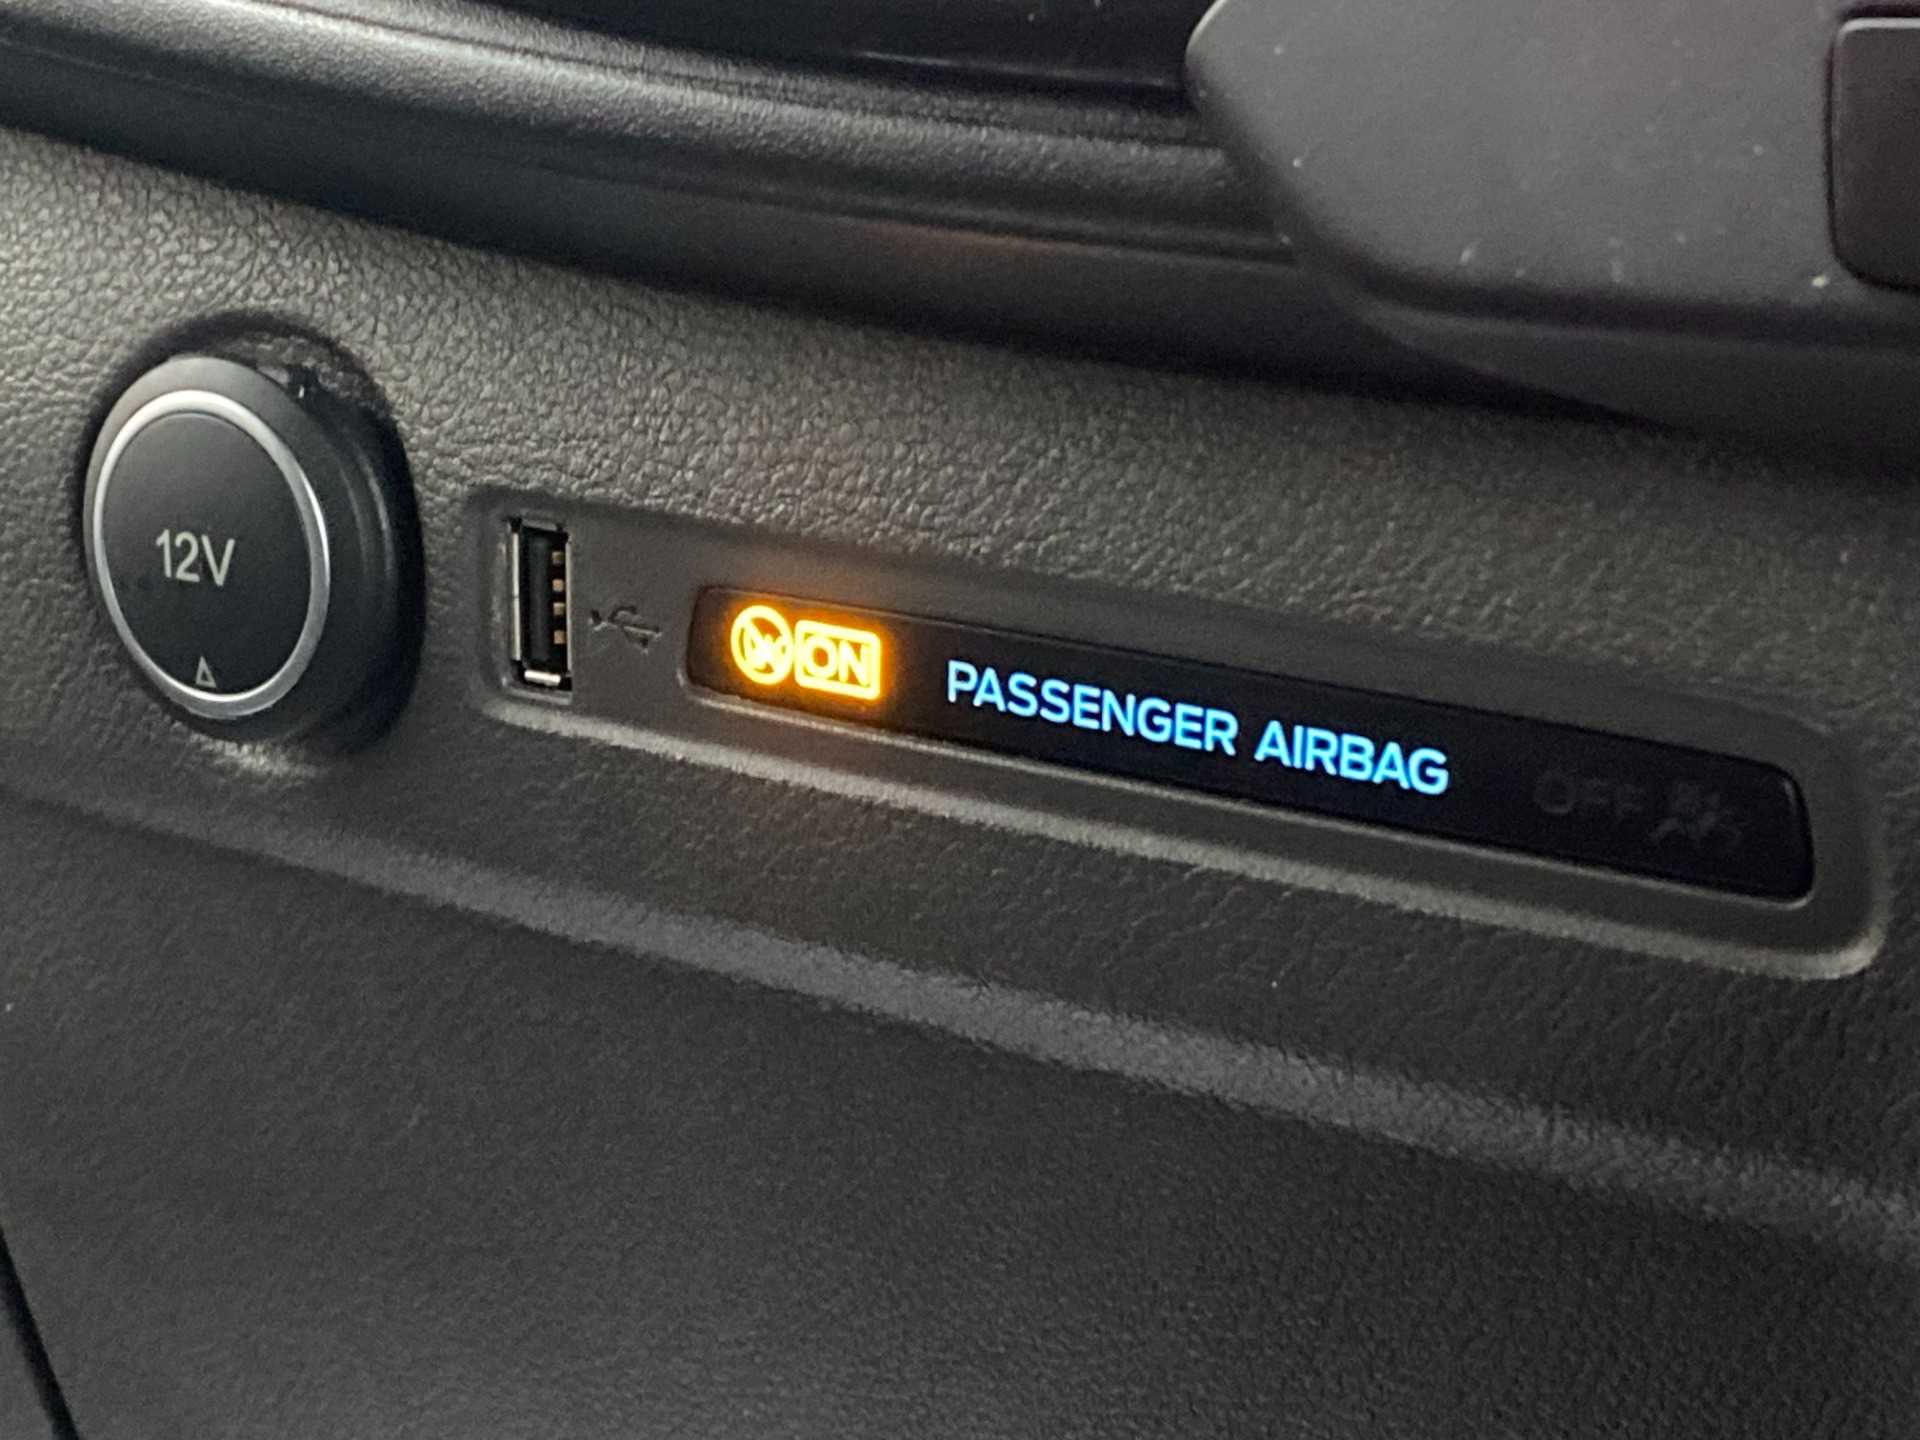 12V
ON PASSENGER AIRBAG OFF